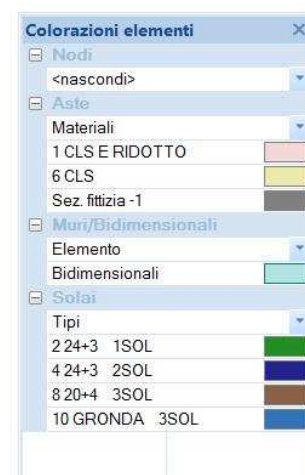 Colorazioni elementi
Nodi
<nascondi>
Aste
Materiali
1 CLS E RIDOTTO
6 CLS
Sez. fittizia -1
Muri/Bidimensionali
Elemento
Bidimensionali
Solai
Tipi
2 24+3 1SOL
4 24+3 2SOL
8 20+4 3SOL
10 GRONDA 3SOL